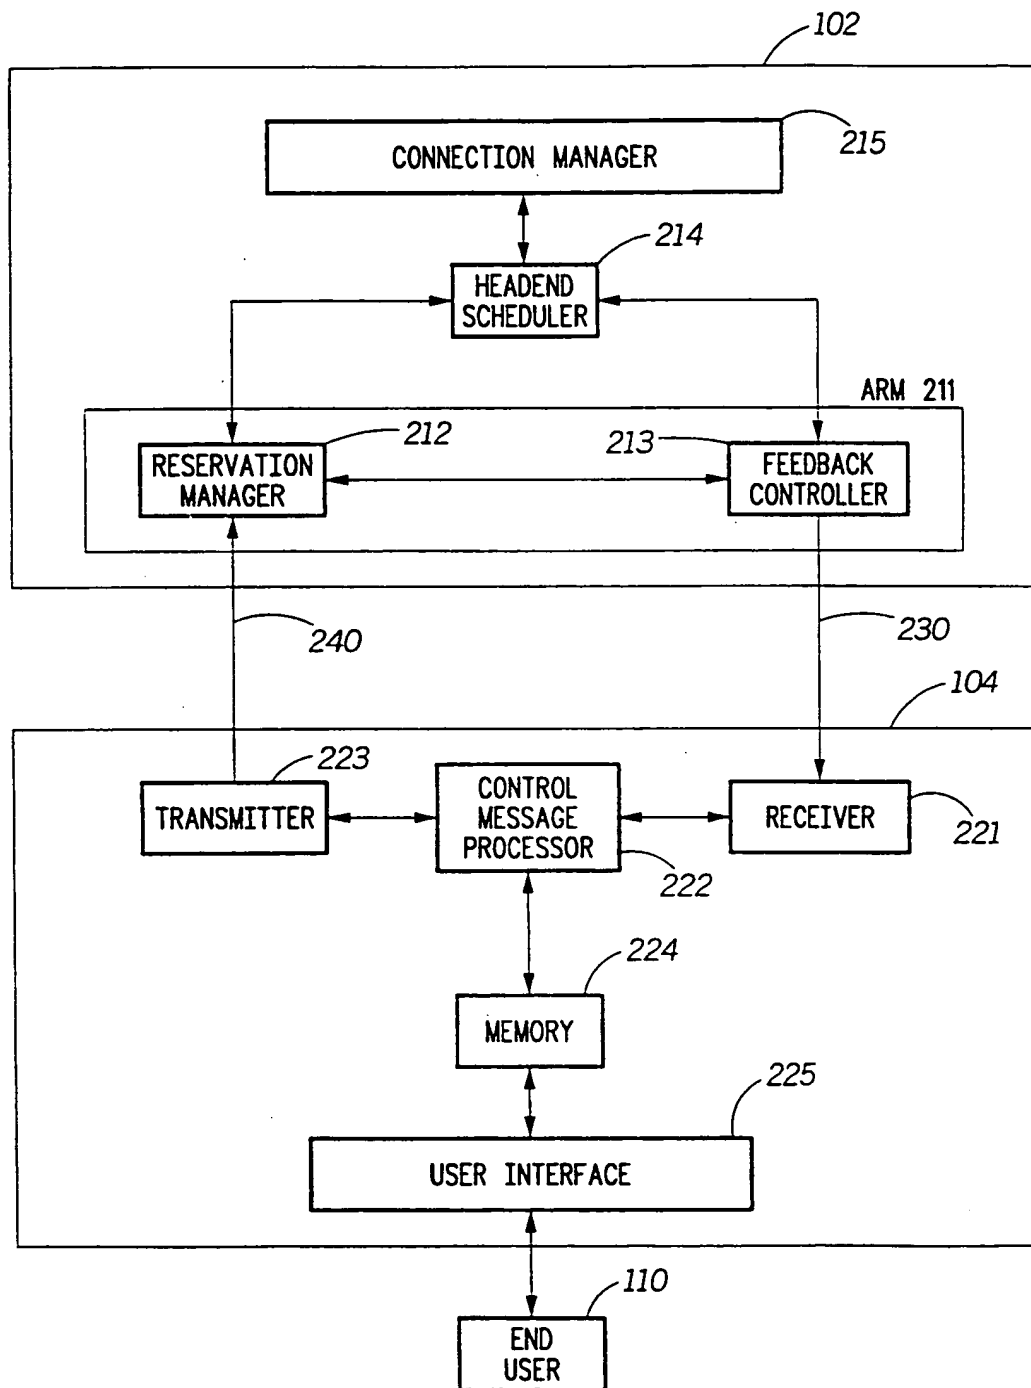 102
CONNECTION MANAGER
215
214
HEADEND
SCHEDULER
ARM 211
212
213
RESERVATION
MANAGER
FEEDBACK
CONTROLLER
240
230
104
223
TRANSMITTER
CONTROL
MESSAGE
PROCESSOR
222
RECEIVER
221
224
MEMORY
225
USER INTERFACE
110
END
USER